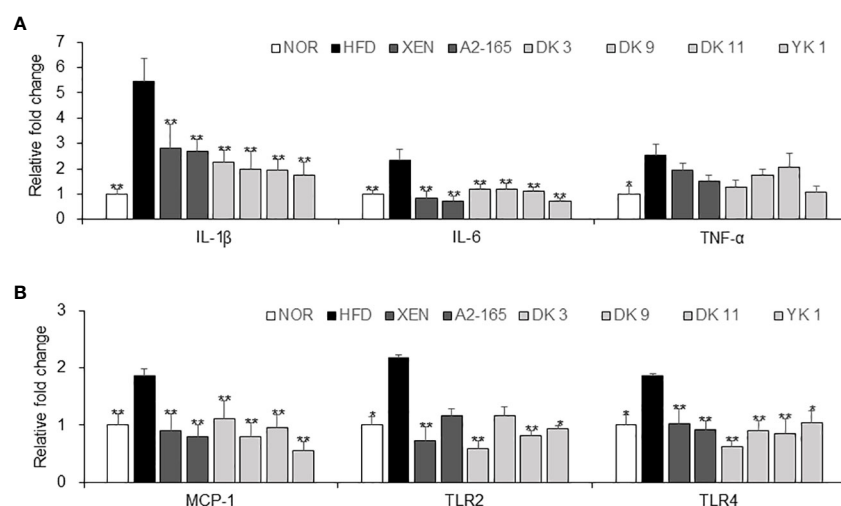 A
Relative fold change
7
6
5
4
3
2
1
0
NOR HFD XEN A2-165 DK 3 DK 9 DK 11 YK 1
** ** ** ** ** ** **
** ** ** ** ** ** **
*
IL-1β IL-6 TNF-α
B
Relative fold change
3
2
1
0
NOR HFD XEN A2-165 DK 3 DK 9 DK 11 YK 1
** ** ** ** ** ** **
* ** ** ** *
* ** ** ** ** ** *
MCP-1 TLR2 TLR4